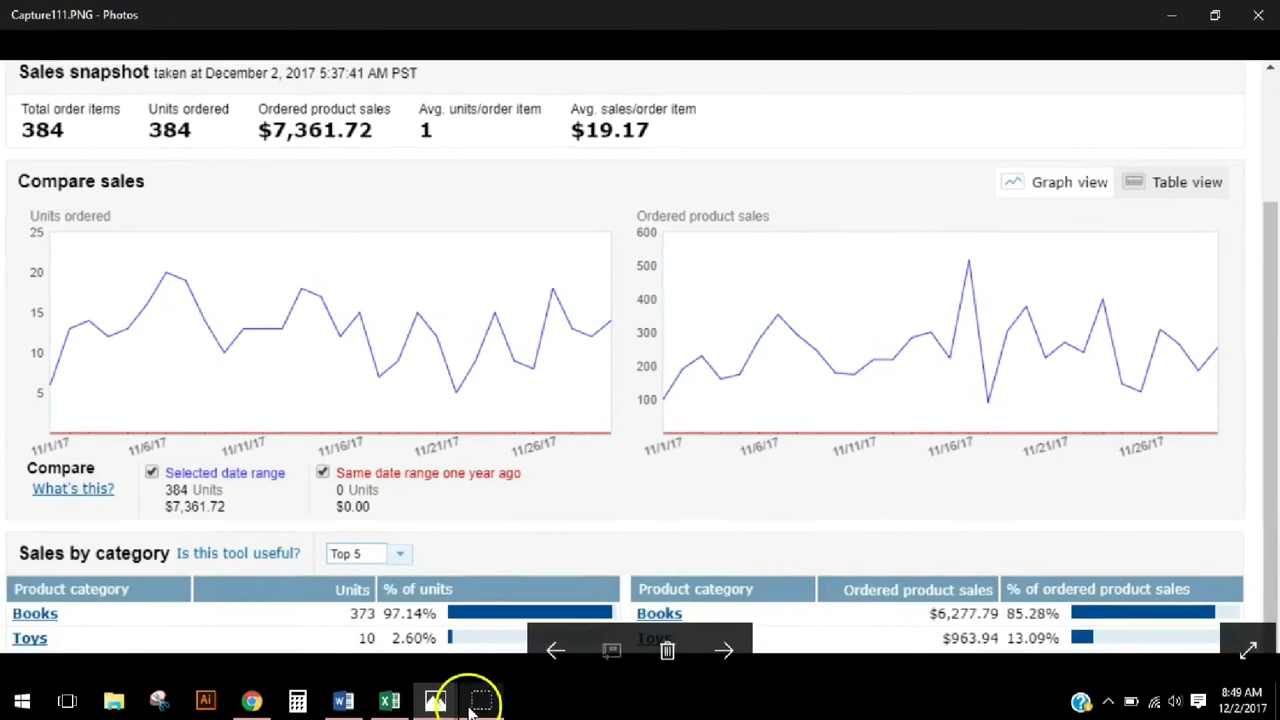 Capture111.PNG - Photos
Sales snapshot taken at December 2, 2017 5:37:41 AM PST
Total order items Units ordered Ordered product sales Avg. units/order item Avg. sales/order item
384 384 $7,361.72 1 $19.17
Compare sales Graph view Table view
Units ordered Ordered product sales
25 600
500
20
400
15
300
10
200
5
100
11/1/17 11/6/17 11/11/17 11/16/17 11/21/17 11/26/17 11/1/17 11/6/17 11/11/17 11/16/17 11/21/17 11/26/17
Compare Selected date range Same date range one year ago
What's this? 384 Units 0 Units
$7,361.72 $0.00
Sales by category Is this tool useful? Top 5
Product category Units % of units Product category Ordered product sales % of ordered product sales
Books 373 97.14% Books $6,277.79 85.28%
Toys 10 2.60% Toys $963.94 13.09%
Ai
8:49 AM
12/2/2017